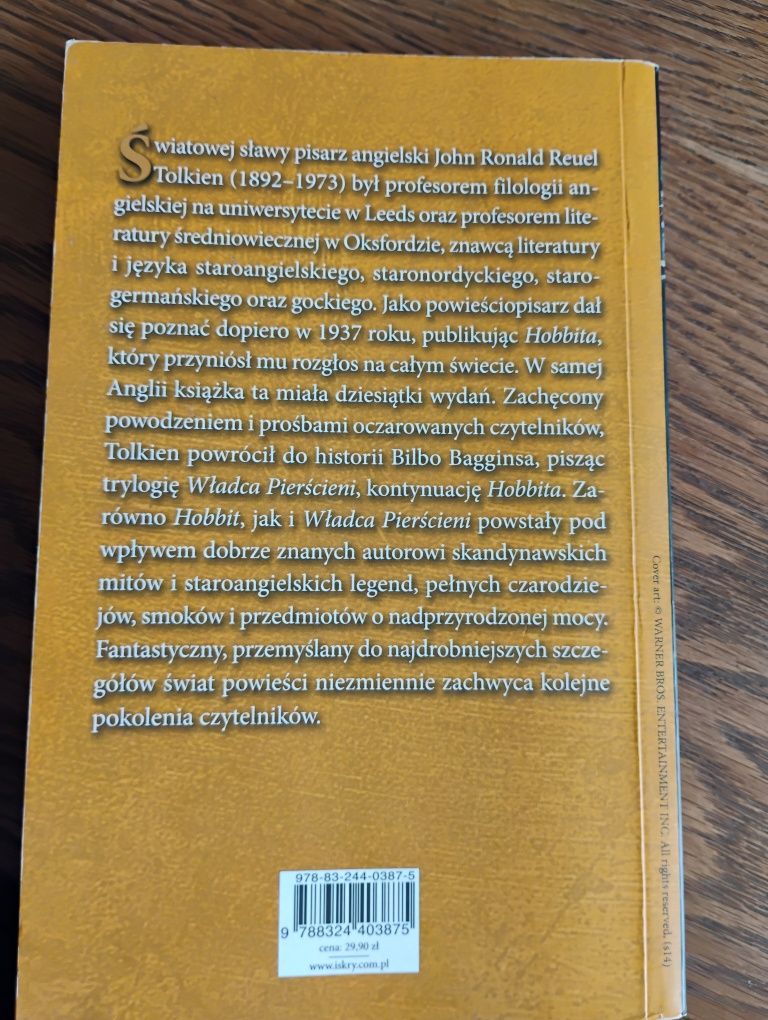 Światowej sławy pisarz angielski John Ronald Reuel
Tolkien (1892–1973) był profesorem filologii an-
gielskiej na uniwersytecie w Leeds oraz profesorem lite-
ratury średniowiecznej w Oksfordzie, znawcą literatury
i języka staroangielskiego, staronordyckiego, staro-
germańskiego oraz gockiego. Jako powieściopisarz dał
się poznać dopiero w 1937 roku, publikując Hobbita,
który przyniósł mu rozgłos na całym świecie. W samej
Anglii książka ta miała dziesiątki wydań. Zachęcony
powodzeniem i prośbami oczarowanych czytelników,
Tolkien powrócił do historii Bilbo Bagginsa, pisząc
trylogię Władca Pierścieni, kontynuację Hobbita. Za-
równo Hobbit, jak i Władca Pierścieni powstały pod
wpływem dobrze znanych autorowi skandynawskich
mitów i staroangielskich legend, pełnych czarodzie-
jów, smoków i przedmiotów o nadprzyrodzonej mocy.
Fantastyczny, przemyślany do najdrobniejszych szcze-
gółów świat powieści niezmiennie zachwyca kolejne
pokolenia czytelników.
Cover art: © WARNER BROS. ENTERTAINMENT INC. All rights reserved. (s14)
978-83-244-0387-5
9 788324 403875
cena: 29,90 zł
www.iskry.com.pl